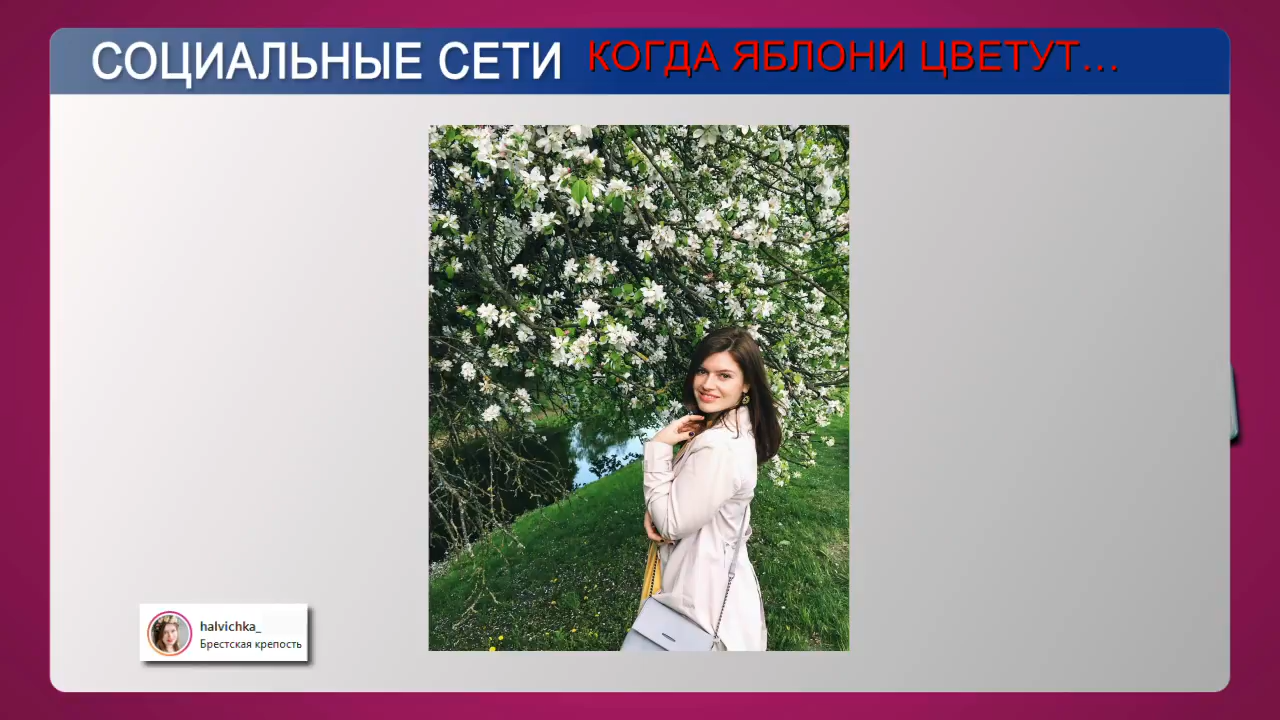 СОЦИАЛЬНЫЕ СЕТИ КОГДА ЯБЛОНИ ЦВЕТУТ...
halvichka_
Брестская крепость